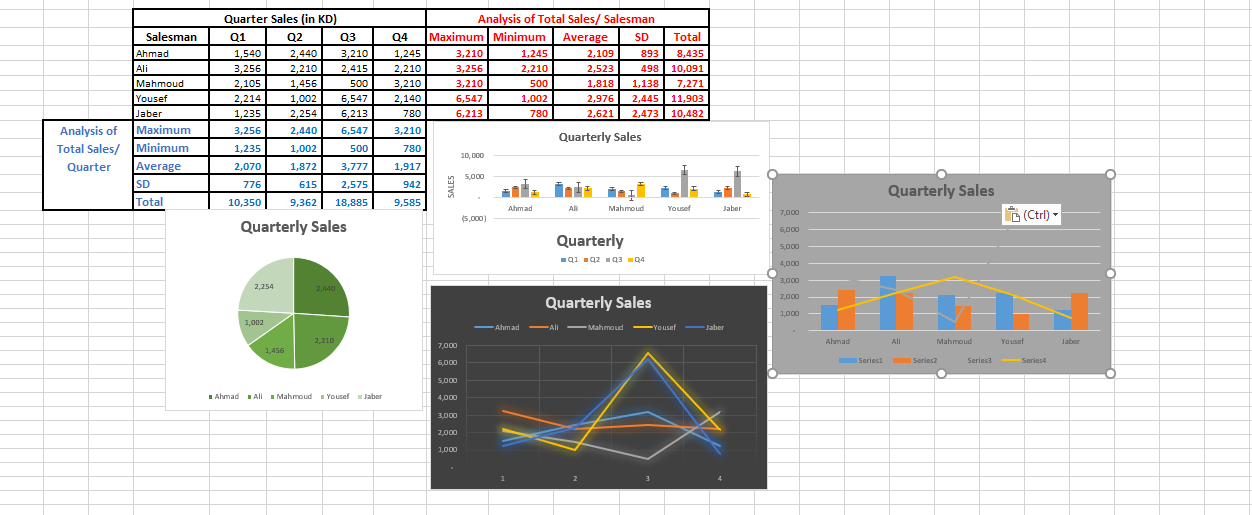 Quarter Sales (in KD) Analysis of Total Sales/ Salesman
Salesman Q1 Q2 Q3 Q4 Maximum Minimum Average SD Total
Ahmad 1,540 2,440 3,210 1,245 3,210 1,245 2,109 893 8,435
Ali 3,256 2,210 2,415 2,210 3,256 2,210 2,523 498 10,091
Mahmoud 2,105 1,456 500 3,210 3,210 500 1,818 1,138 7,271
Yousef 2,214 1,002 6,547 2,140 6,547 1,002 2,976 2,445 11,903
Jaber 1,235 2,254 6,213 780 6,213 780 2,621 2,473 10,482
Analysis of
Total Sales/
Quarter
Maximum 3,256 2,440 6,547 3,210
Minimum 1,235 1,002 500 780
Average 2,070 1,872 3,777 1,917
SD 776 615 2,575 942
Total 10,350 9,362 18,885 9,585
Quarterly Sales
10,000
5,000
-
(5,000)
SALES
Ahmad Ali Mahmoud Yousef Jaber
Quarterly
Q1 Q2 Q3 Q4
Quarterly Sales
2,254 2,440
1,002
1,456 2,210
Ahmad Ali Mahmoud Yousef Jaber
Quarterly Sales
Ahmad Ali Mahmoud Yousef Jaber
7,000
6,000
5,000
4,000
3,000
2,000
1,000
-
1 2 3 4
Quarterly Sales
(Ctrl)
7,000
6,000
5,000
4,000
3,000
2,000
1,000
-
Ahmad Ali Mahmoud Yousef Jaber
Series1 Series2 Series3 Series4